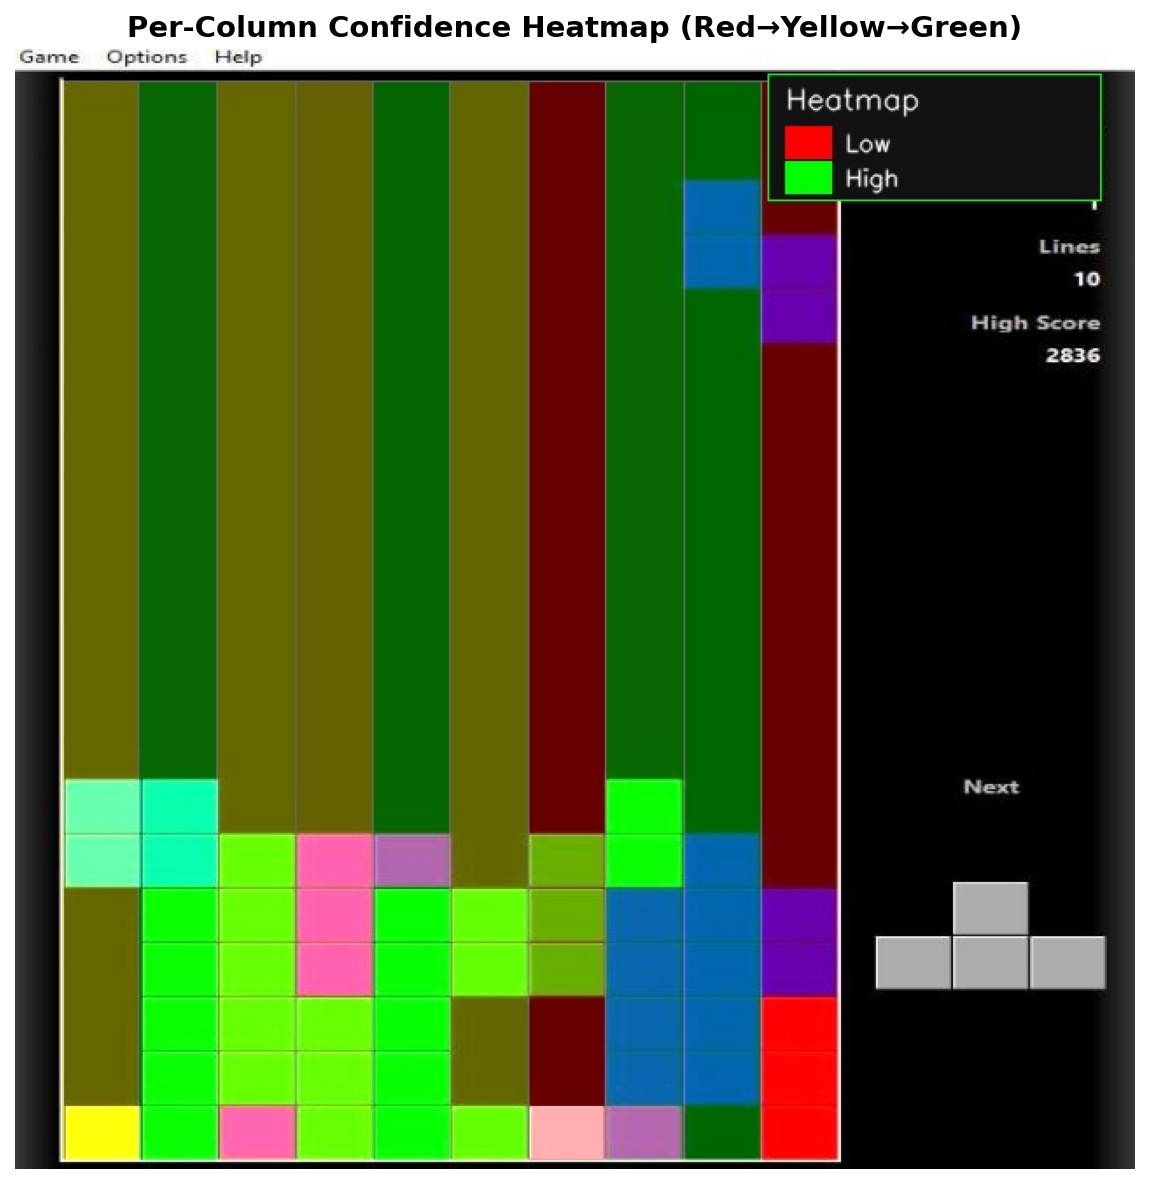 Per-Column Confidence Heatmap (Red→Yellow→Green)
Game Options Help
Heatmap
Low
High
Lines
10
High Score
2836
Next